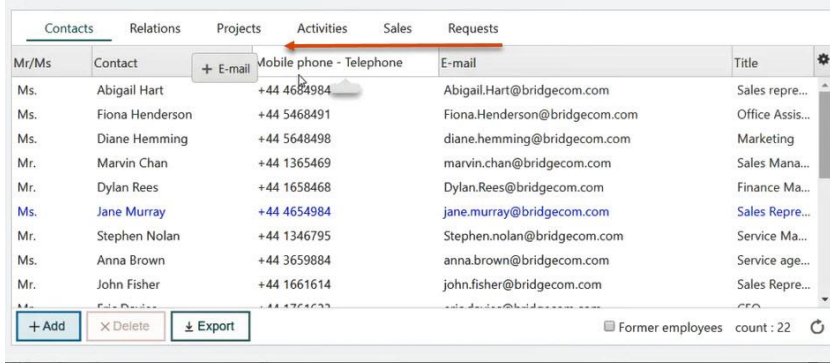 Contacts Relations Projects Activities Sales Requests
Mr/Ms Contact + E-mail Mobile phone - Telephone E-mail Title
Ms. Abigail Hart +44 4684984 Abigail.Hart@bridgecom.com Sales repre...
Ms. Fiona Henderson +44 5468491 Fiona.Henderson@bridgecom.com Office Assis...
Ms. Diane Hemming +44 5648498 diane.hemming@bridgecom.com Marketing
Mr. Marvin Chan +44 1365469 marvin.chan@bridgecom.com Sales Mana...
Mr. Dylan Rees +44 1658468 Dylan.Rees@bridgecom.com Finance Ma...
Ms. Jane Murray +44 4654984 jane.murray@bridgecom.com Sales Repre...
Mr. Stephen Nolan +44 1346795 Stephen.nolan@bridgecom.com Service Ma...
Ms. Anna Brown +44 3659884 anna.brown@bridgecom.com Service age...
Mr. John Fisher +44 1661614 john.fisher@bridgecom.com Sales Repre...
+ Add × Delete Export Former employees count : 22